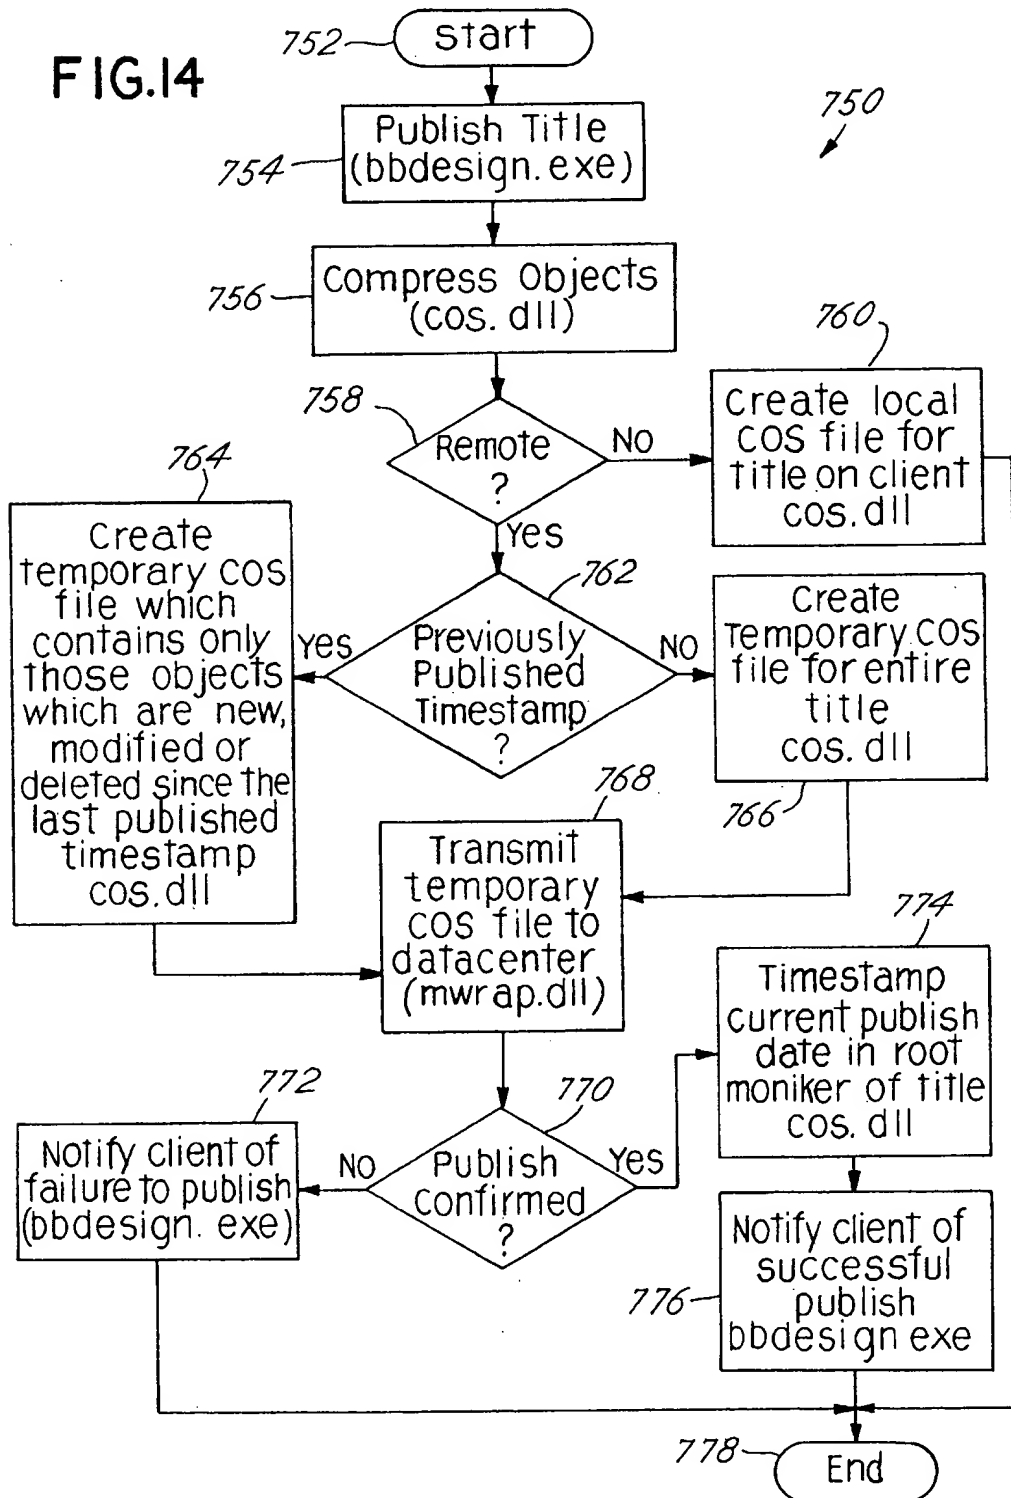 FIG.14
752
Start
750
754
Publish Title
(bbdesign.exe)
756
Compress Objects
(cos.dll)
758
Remote
?
NO
Yes
760
Create local
COS file for
title on client
cos.dll
764
Create
temporary COS
file which
contains only
those objects
which are new,
modified or
deleted since the
last published
timestamp
cos.dll
Yes
762
Previously
Published
Timestamp
?
NO
Create
Temporary COS
file for entire
title
cos.dll
766
768
Transmit
temporary
COS file to
datacenter
(mwrap.dll)
774
Timestamp
current publish
date in root
moniker of title
cos.dll
772
Notify client of
failure to publish
(bbdesign.exe)
NO
770
Publish
Confirmed
?
Yes
776
Notify client of
successful
publish
bbdesign exe
778
End